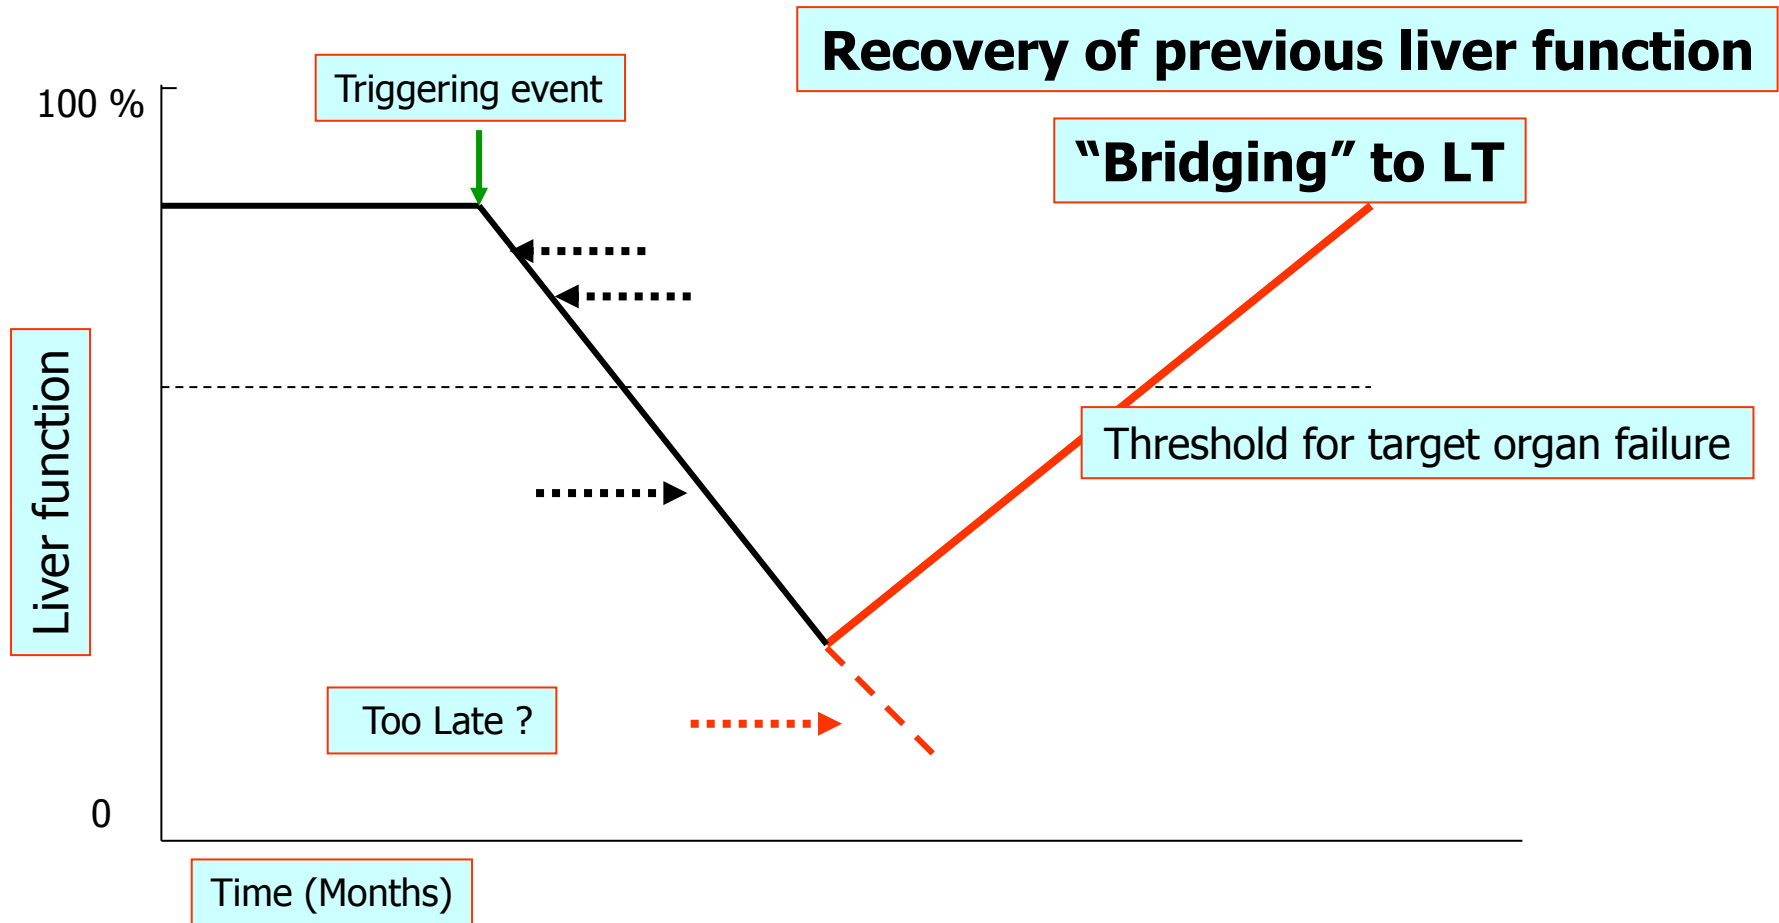 Recovery of previous liver function
Triggering event
100 %
“Bridging” to LT
Liver function
Threshold for target organ failure
Too Late ?
0
Time (Months)